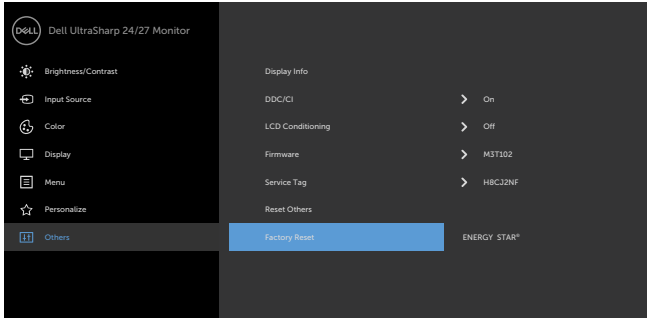 DELL
Dell UltraSharp 24/27 Monitor
Brightness/Contrast
Input Source
Color
Display
Menu
Personalize
Others
Display Info
DDC/CI On
LCD Conditioning Off
Firmware M3T102
Service Tag H8CJ2NF
Reset Others
Factory Reset ENERGY STAR®